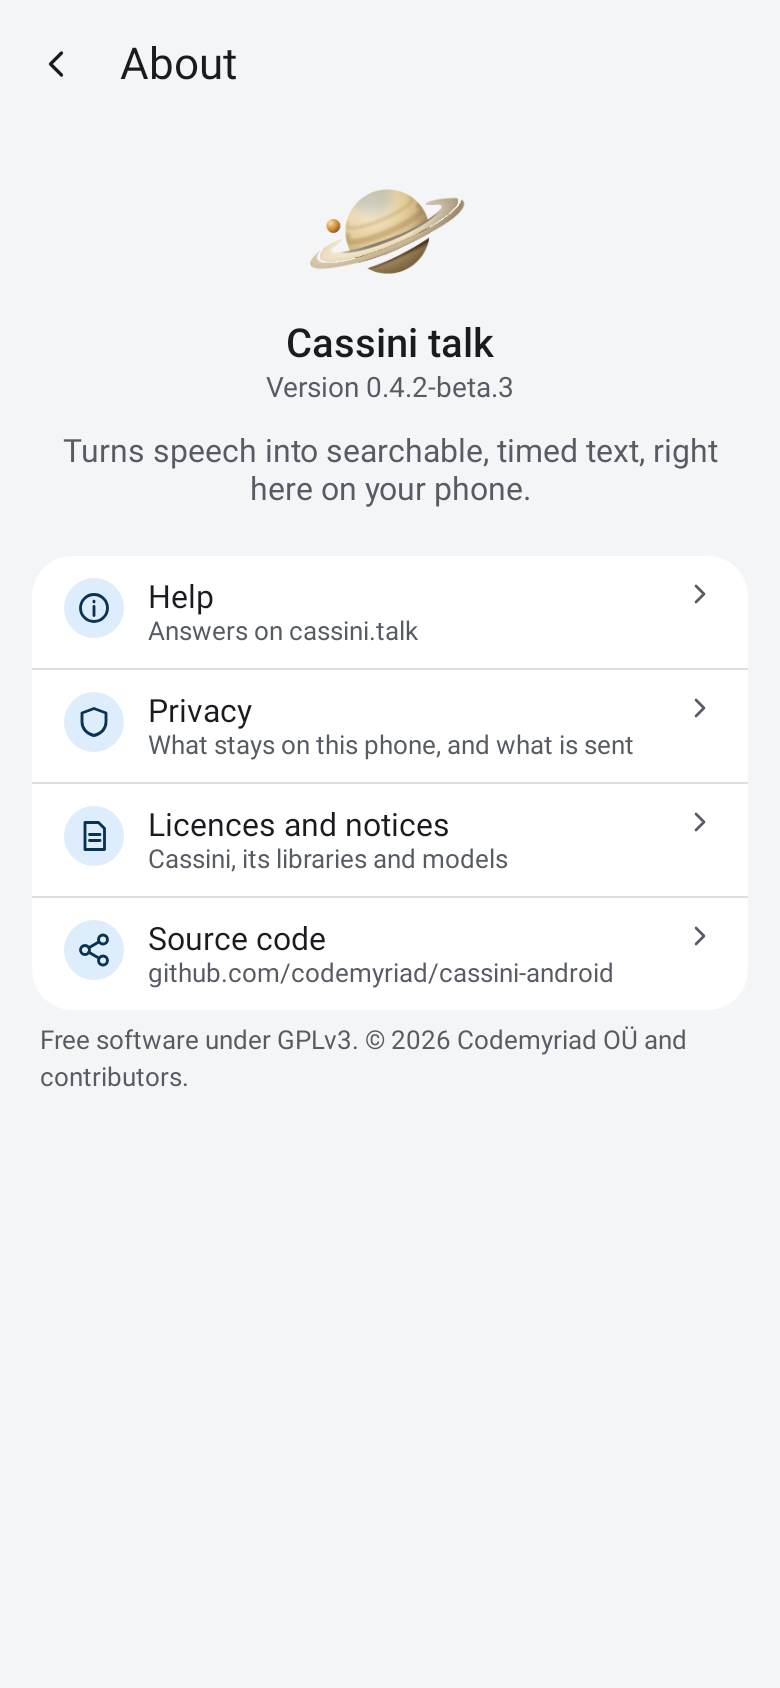 About
Cassini talk
Version 0.4.2-beta.3
Turns speech into searchable, timed text, right
here on your phone.
Help
Answers on cassini.talk
Privacy
What stays on this phone, and what is sent
Licences and notices
Cassini, its libraries and models
Source code
github.com/codemyriad/cassini-android
Free software under GPLv3. © 2026 Codemyriad OÜ and
contributors.